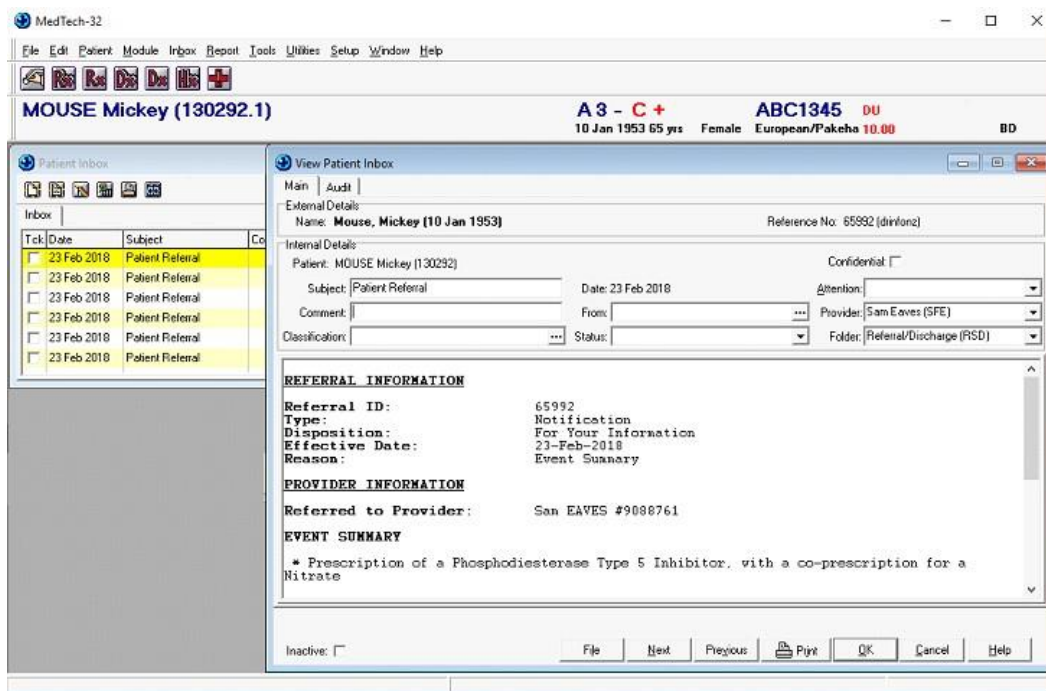 MedTech-32
File Edit Patient Module Inbox Report Tools Utilities Setup Window Help
MOUSE Mickey (130292.1)
A 3 - C +
ABC1345 DU
10 Jan 1953 65 yrs Female European/Pakeha 10.00 BD
Patient Inbox
Inbox
Tck Date Subject Co
23 Feb 2018 Patient Referral
23 Feb 2018 Patient Referral
23 Feb 2018 Patient Referral
23 Feb 2018 Patient Referral
23 Feb 2018 Patient Referral
23 Feb 2018 Patient Referral
View Patient Inbox
Main Audit
External Details
Name: Mouse, Mickey (10 Jan 1953) Reference No: 65992 (drinfonz)
Internal Details
Patient: MOUSE Mickey (130292) Confidential:
Subject: Patient Referral Date: 23 Feb 2018 Attention:
Comment: From: ... Provider: Sam Eaves (SFE)
Classification: ... Status: Folder: Referral/Discharge (RSD)
REFERRAL INFORMATION
Referral ID: 65992
Type: Notification
Disposition: For Your Information
Effective Date: 23-Feb-2018
Reason: Event Summary
PROVIDER INFORMATION
Referred to Provider: Sam EAVES #9088761
EVENT SUMMARY
* Prescription of a Phosphodiesterase Type 5 Inhibitor, with a co-prescription for a
Nitrate
Inactive: File Next Previous Print OK Cancel Help